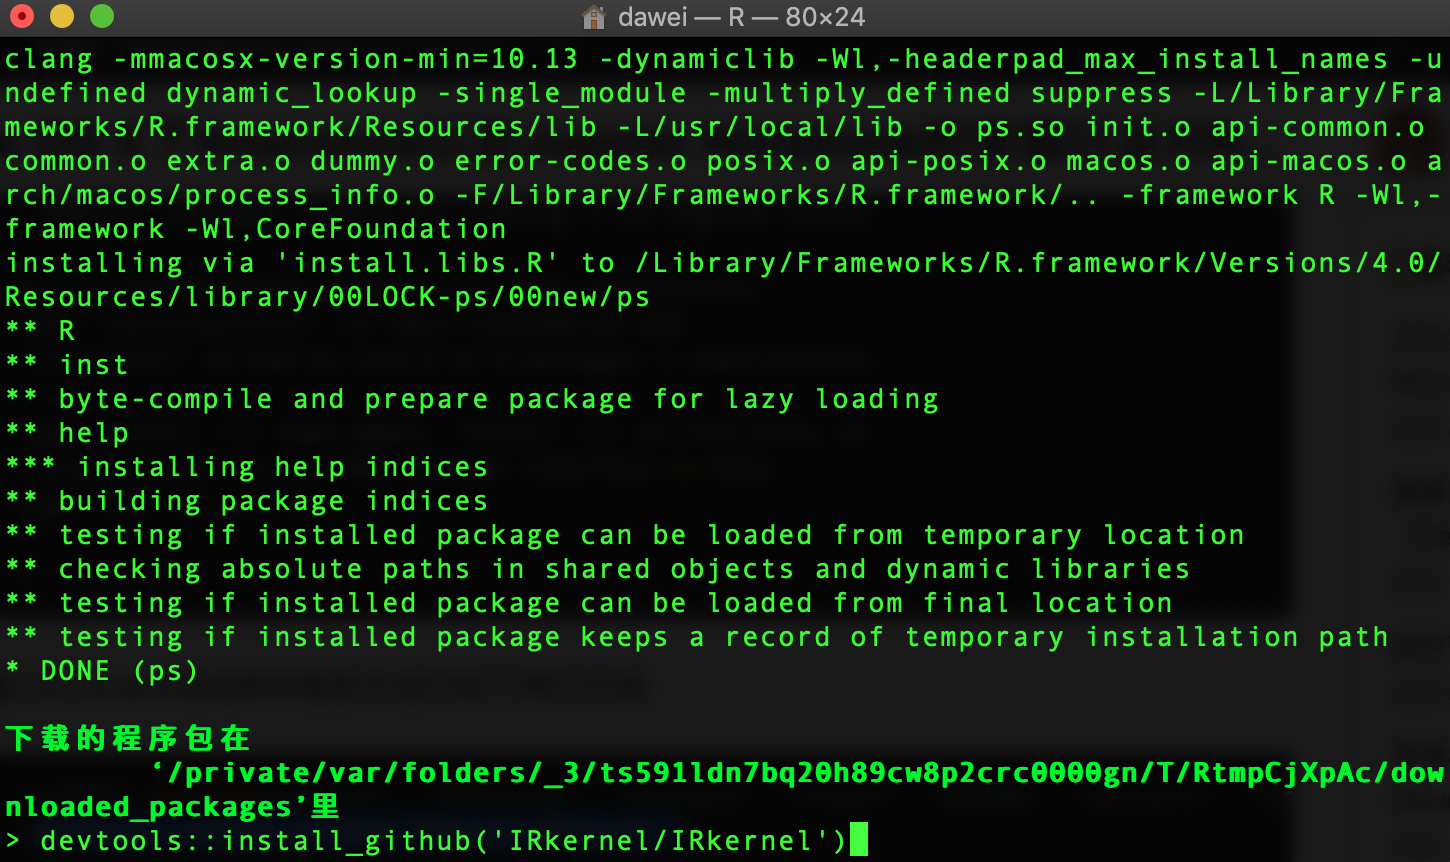 dawei — R — 80×24
clang -mmacosx-version-min=10.13 -dynamiclib -Wl,-headerpad_max_install_names -u
ndefined dynamic_lookup -single_module -multiply_defined suppress -L/Library/Fra
meworks/R.framework/Resources/lib -L/usr/local/lib -o ps.so init.o api-common.o
common.o extra.o dummy.o error-codes.o posix.o api-posix.o macos.o api-macos.o a
rch/macos/process_info.o -F/Library/Frameworks/R.framework/.. -framework R -Wl,-
framework -Wl,CoreFoundation
installing via 'install.libs.R' to /Library/Frameworks/R.framework/Versions/4.0/
Resources/library/00LOCK-ps/00new/ps
** R
** inst
** byte-compile and prepare package for lazy loading
** help
*** installing help indices
** building package indices
** testing if installed package can be loaded from temporary location
** checking absolute paths in shared objects and dynamic libraries
** testing if installed package can be loaded from final location
** testing if installed package keeps a record of temporary installation path
* DONE (ps)
下载的程序包在
‘/private/var/folders/_3/ts591ldn7bq20h89cw8p2crc0000gn/T/RtmpCjXpAc/dow
nloaded_packages’里
> devtools::install_github('IRkernel/IRkernel')